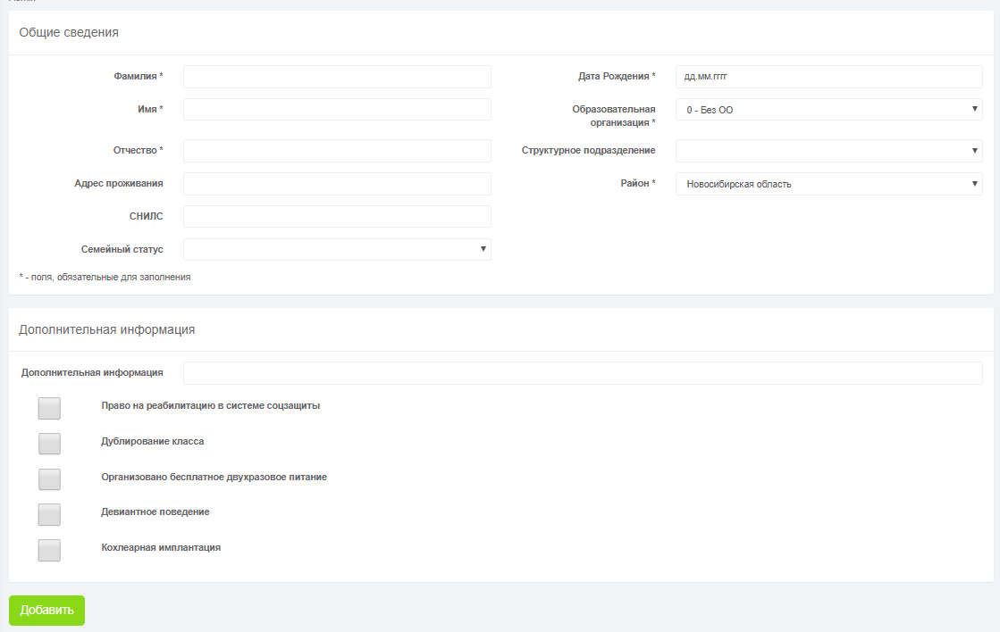 Общие сведения
Фамилия *
Дата Рождения *
дд.мм.гггг
Имя *
Образовательная
организация *
0 - Без ОО
Отчество *
Структурное подразделение
Адрес проживания
Район *
Новосибирская область
СНИЛС
Семейный статус
* - поля, обязательные для заполнения
Дополнительная информация
Дополнительная информация
Право на реабилитацию в системе соцзащиты
Дублирование класса
Организовано бесплатное двухразовое питание
Девиантное поведение
Кохлеарная имплантация
Добавить